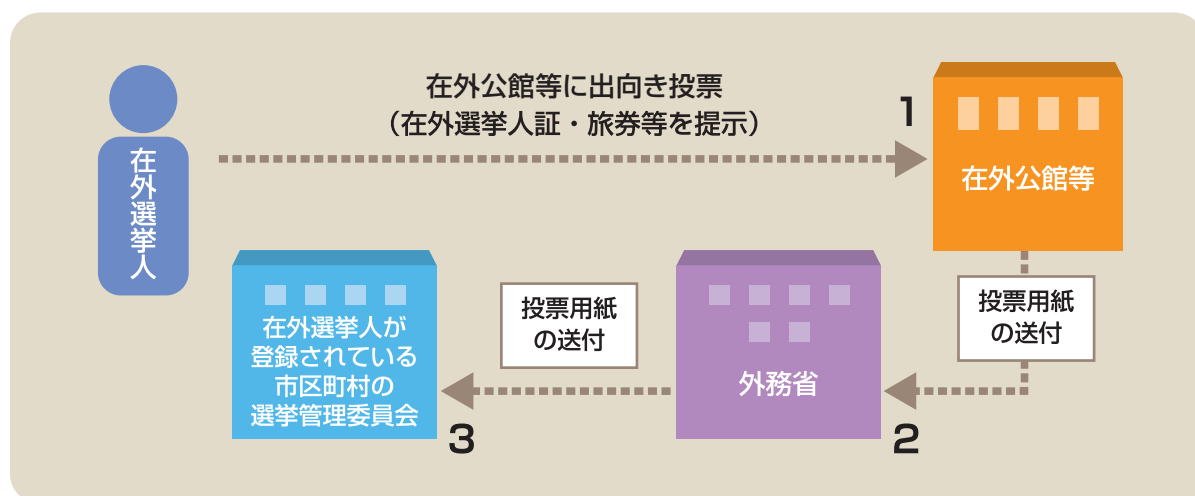 在外公館等に出向き投票
（在外選挙人証・旅券等を提示）
在外選挙人
1
在外公館等
投票用紙
の送付
2
外務省
投票用紙
の送付
3
在外選挙人が
登録されている
市区町村の
選挙管理委員会